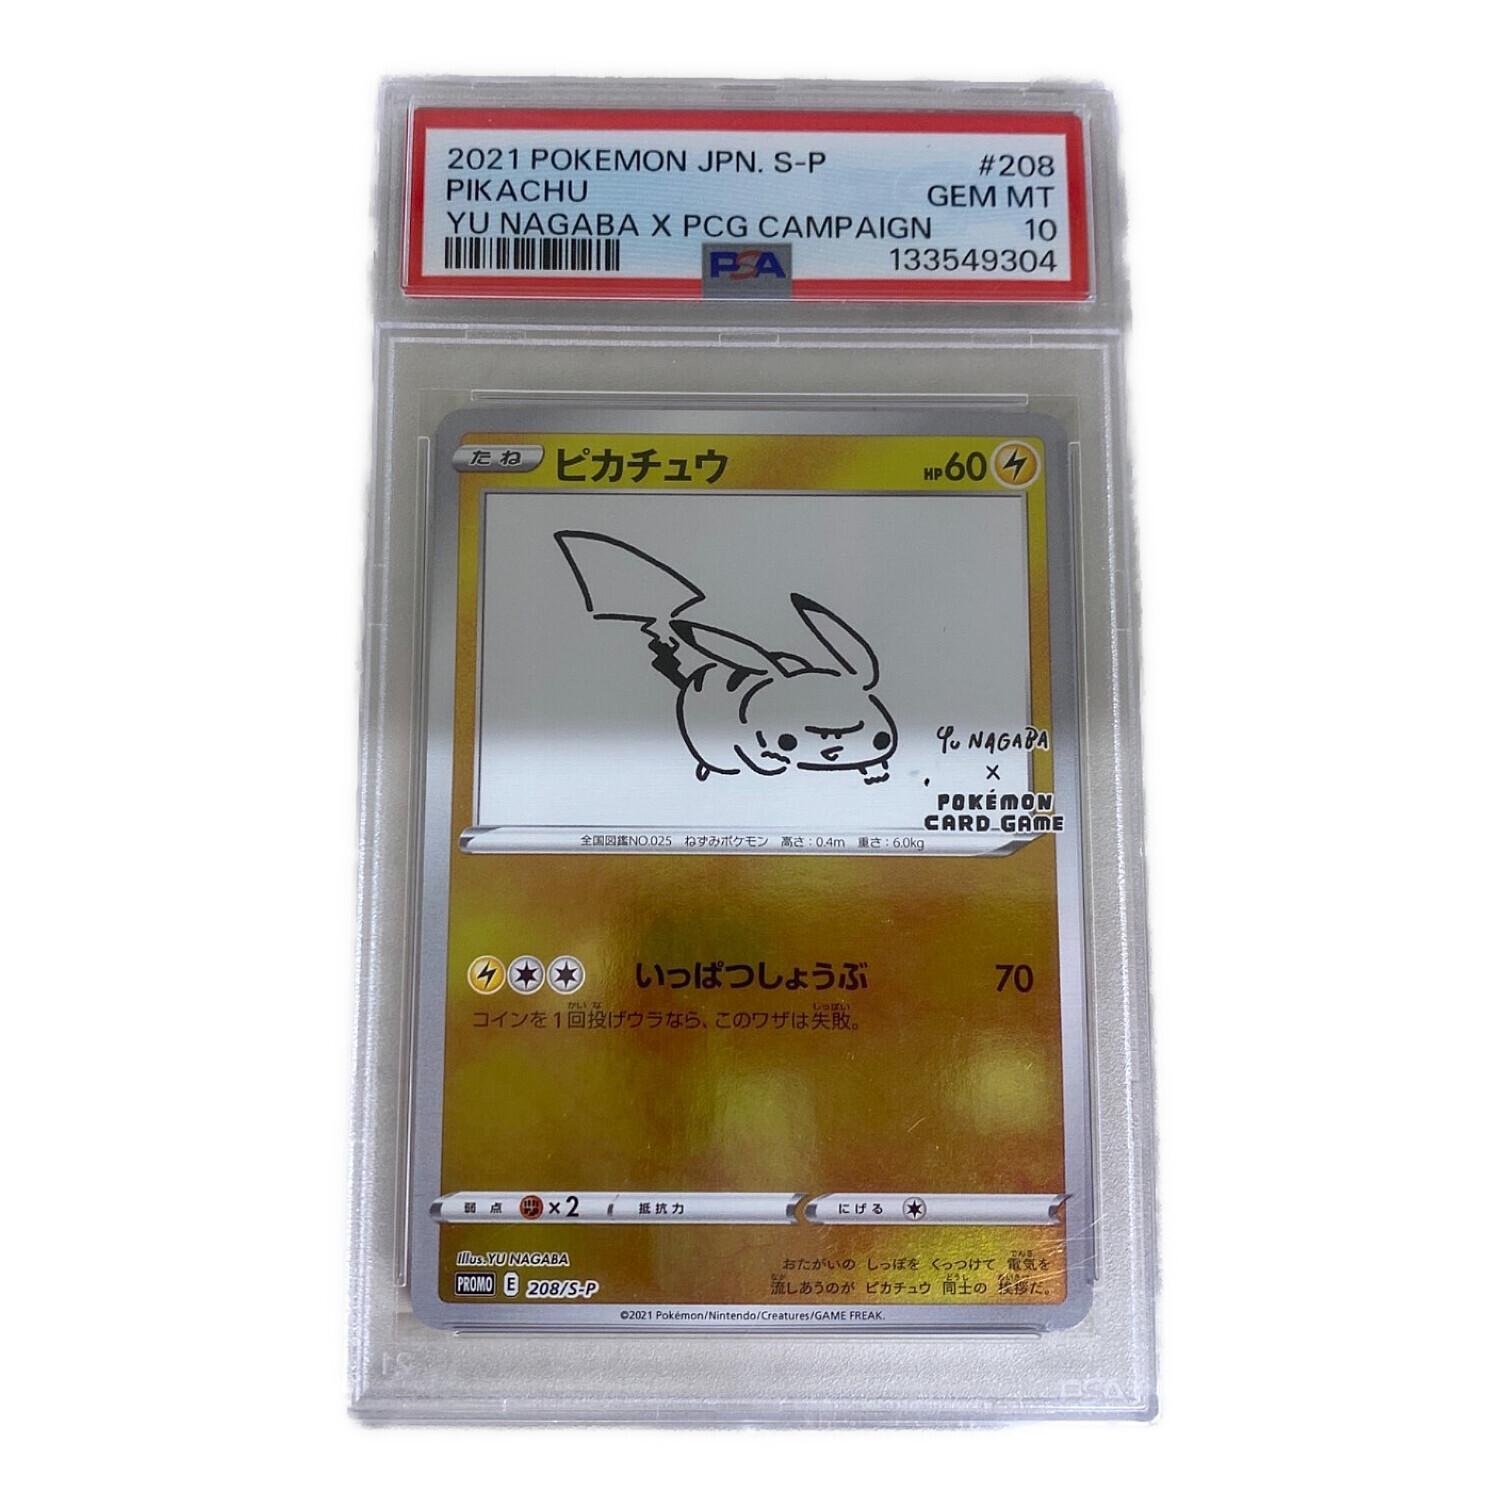 2021 POKEMON JPN. S-P #208
PIKACHU GEM MT
YU NAGABA X PCG CAMPAIGN 10
PSA 133549304
たね ピカチュウ HP60
Yu NAGABA
×
POKÉMON
CARD GAME
全国図鑑NO.025 ねずみポケモン 高さ:0.4m 重さ:6.0kg
いっぱつしょうぶ 70
コインを1回投げウラなら、このワザは失敗。
弱点 ×2 抵抗力 にげる
Illus. YU NAGABA
おたがいの しっぽを くっつけて 電気を
PROMO E 208/S-P
流しあうのが ピカチュウ 同士の 挨拶だ。
©2021 Pokémon/Nintendo/Creatures/GAME FREAK.
PSA